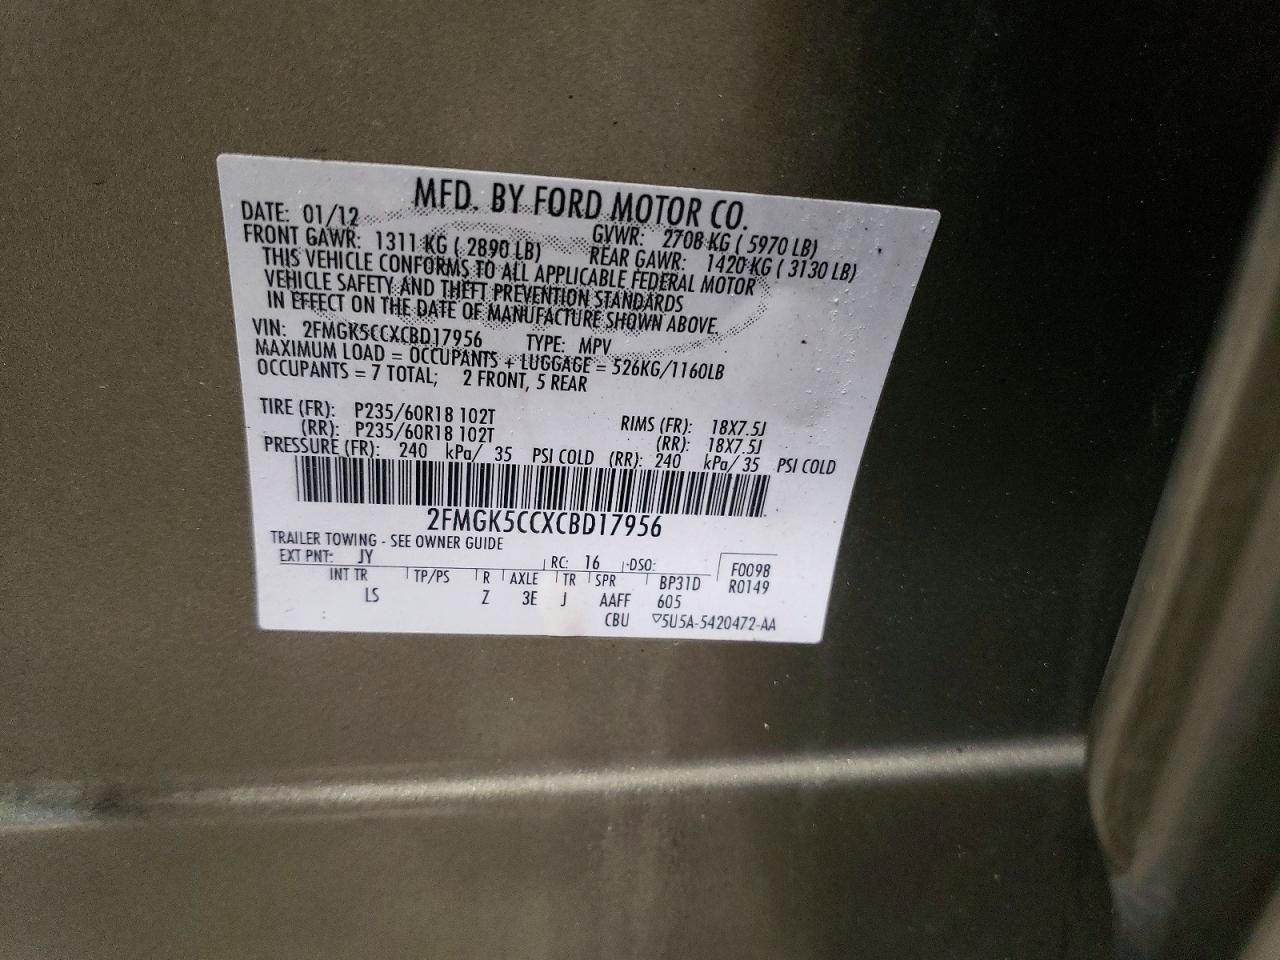 MFD. BY FORD MOTOR CO.
DATE: 01/12 GVWR: 2708 KG ( 5970 LB)
FRONT GAWR: 1311 KG ( 2890 LB) REAR GAWR: 1420 KG ( 3130 LB)
THIS VEHICLE CONFORMS TO ALL APPLICABLE FEDERAL MOTOR
VEHICLE SAFETY AND THEFT PREVENTION STANDARDS
IN EFFECT ON THE DATE OF MANUFACTURE SHOWN ABOVE.
VIN: 2FMGK5CCXCBD17956 TYPE: MPV
MAXIMUM LOAD = OCCUPANTS + LUGGAGE = 526KG/1160LB
OCCUPANTS = 7 TOTAL; 2 FRONT, 5 REAR
TIRE (FR): P235/60R18 102T RIMS (FR): 18X7.5J
(RR): P235/60R18 102T (RR): 18X7.5J
PRESSURE (FR): 240 kPa/ 35 PSI COLD (RR): 240 kPa/ 35 PSI COLD
2FMGK5CCXCBD17956
TRAILER TOWING - SEE OWNER GUIDE
EXT PNT: JY RC: 16 DSO: F0098
INT TR TP/PS R AXLE TR SPR BP31D R0149
LS Z 3E J AAFF 605
CBU ▽5U5A-5420472-AA